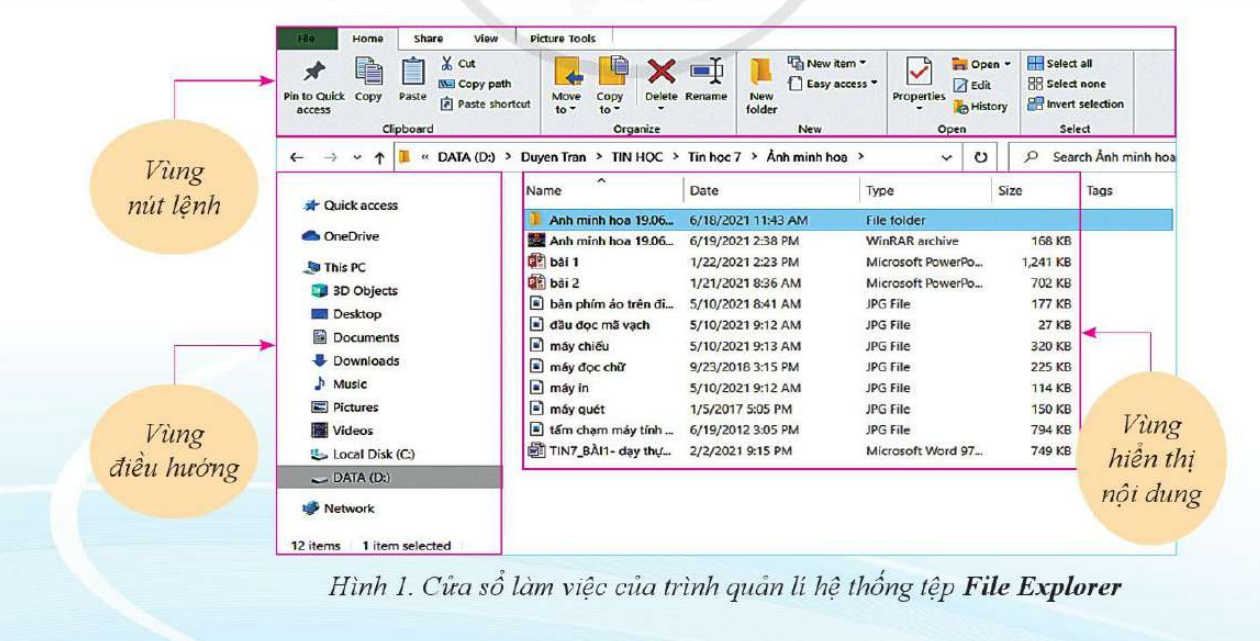 File Home Share View Picture Tools
Pin to Quick access
Copy
Paste
Cut
Copy path
Paste shortcut
Clipboard
Move to
Copy to
Delete
Rename
Organize
New folder
New item
Easy access
New
Properties
Open
Edit
History
Open
Select all
Select none
Invert selection
Select
« DATA (D:) > Duyen Tran > TIN HOC > Tin học 7 > Ảnh minh hoa >
Search Ảnh minh hoa
Vùng
nút lệnh
Quick access
OneDrive
This PC
3D Objects
Desktop
Documents
Downloads
Music
Pictures
Videos
Local Disk (C:)
DATA (D:)
Network
12 items 1 item selected
Vùng
điều hướng
Name Date Type Size Tags
Anh minh hoa 19.06... 6/18/2021 11:43 AM File folder
Anh minh hoa 19.06... 6/19/2021 2:38 PM WinRAR archive 168 KB
bài 1 1/22/2021 2:23 PM Microsoft PowerPo... 1,241 KB
bài 2 1/21/2021 8:36 AM Microsoft PowerPo... 702 KB
bàn phím ảo trên đi... 5/10/2021 8:41 AM JPG File 177 KB
đầu đọc mã vạch 5/10/2021 9:12 AM JPG File 27 KB
máy chiếu 5/10/2021 9:13 AM JPG File 320 KB
máy đọc chữ 9/23/2018 3:15 PM JPG File 225 KB
máy in 5/10/2021 9:12 AM JPG File 114 KB
máy quét 1/5/2017 5:05 PM JPG File 150 KB
tấm chạm máy tính ... 6/19/2012 3:05 PM JPG File 794 KB
TIN7_BÀI1- dạy thự... 2/2/2021 9:15 PM Microsoft Word 97... 749 KB
Vùng
hiển thị
nội dung
Hình 1. Cửa sổ làm việc của trình quản lí hệ thống tệp File Explorer